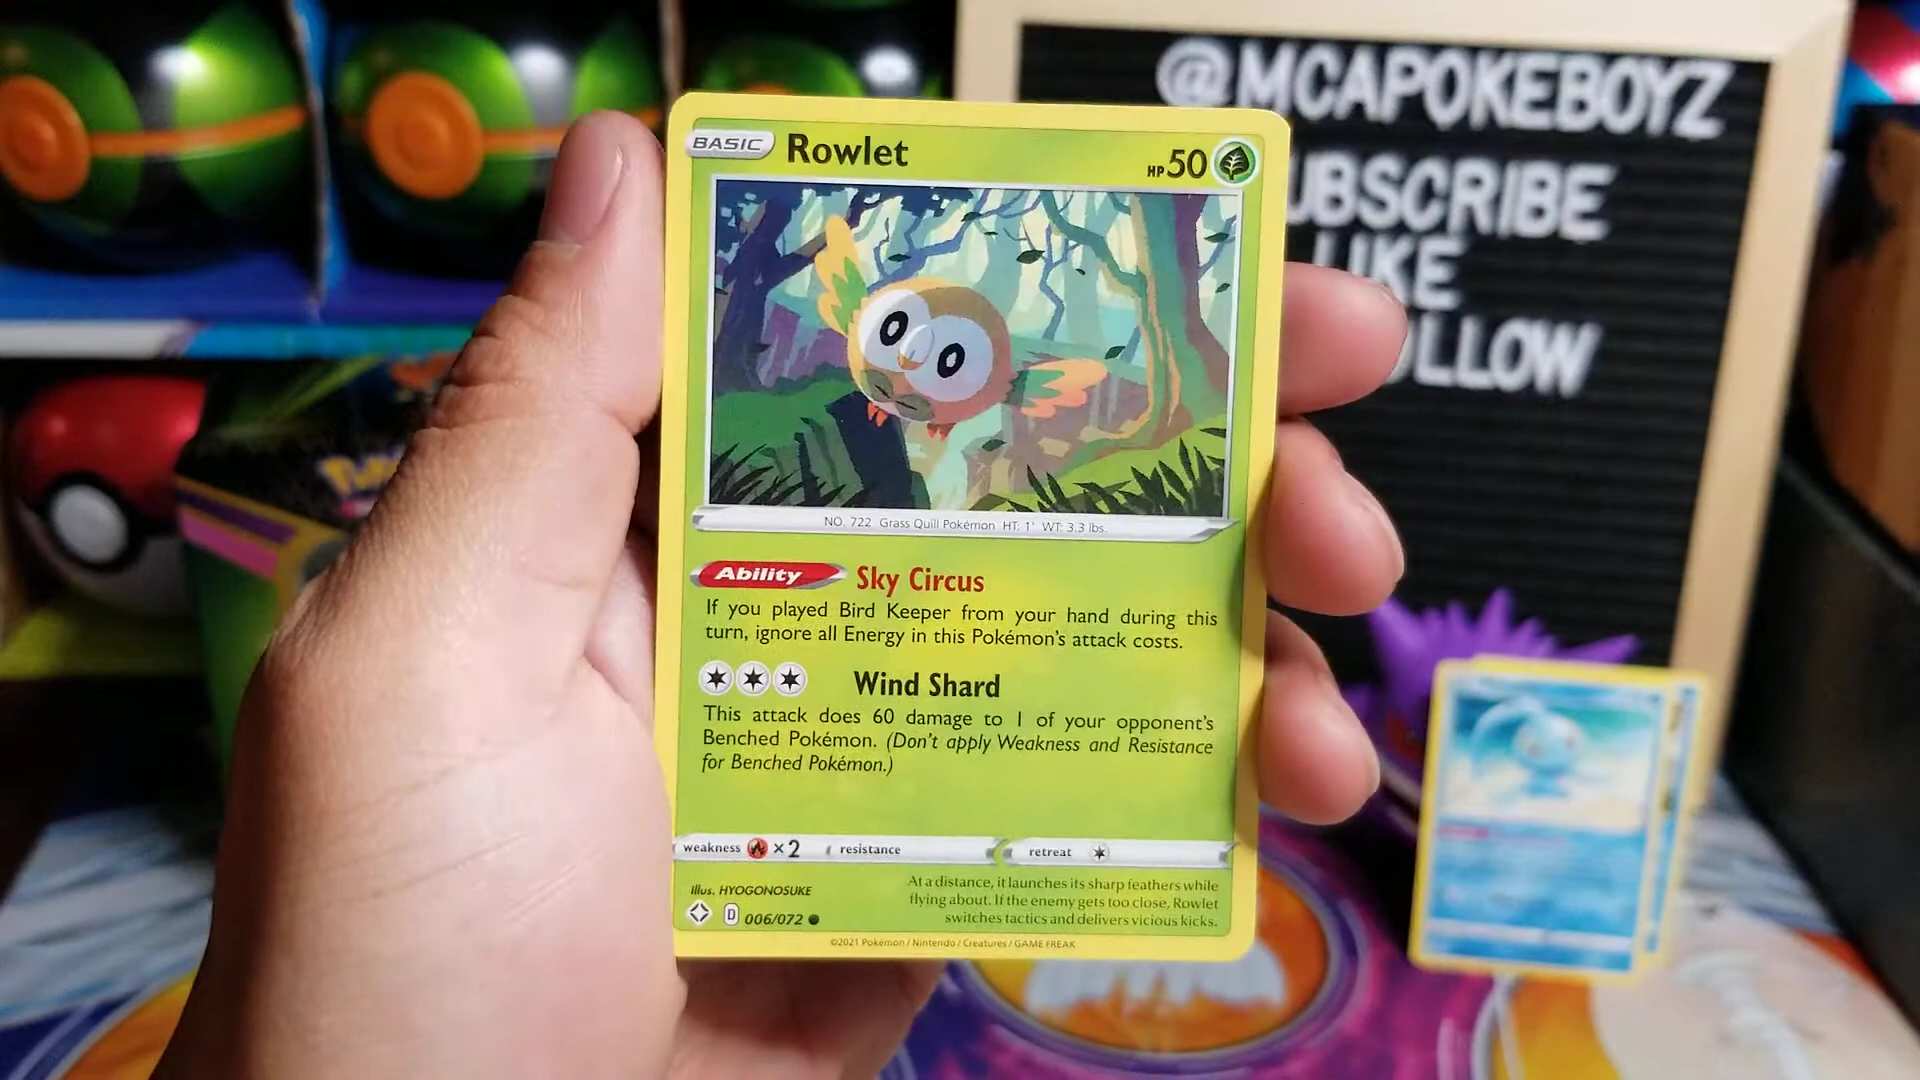 @MCAPOKEBOYZ
UBSCRIBE
IKE
OLLOW
BASIC Rowlet HP50
NO. 722 Grass Quill Pokémon HT: 1' WT: 3.3 lbs.
Ability Sky Circus
If you played Bird Keeper from your hand during this
turn, ignore all Energy in this Pokémon's attack costs.
Wind Shard
This attack does 60 damage to 1 of your opponent's
Benched Pokémon. (Don't apply Weakness and Resistance
for Benched Pokémon.)
weakness ×2 resistance retreat
Illus. HYOGONOSUKE
D 006/072
At a distance, it launches its sharp feathers while
flying about. If the enemy gets too close, Rowlet
switches tactics and delivers vicious kicks.
©2021 Pokémon / Nintendo / Creatures / GAME FREAK